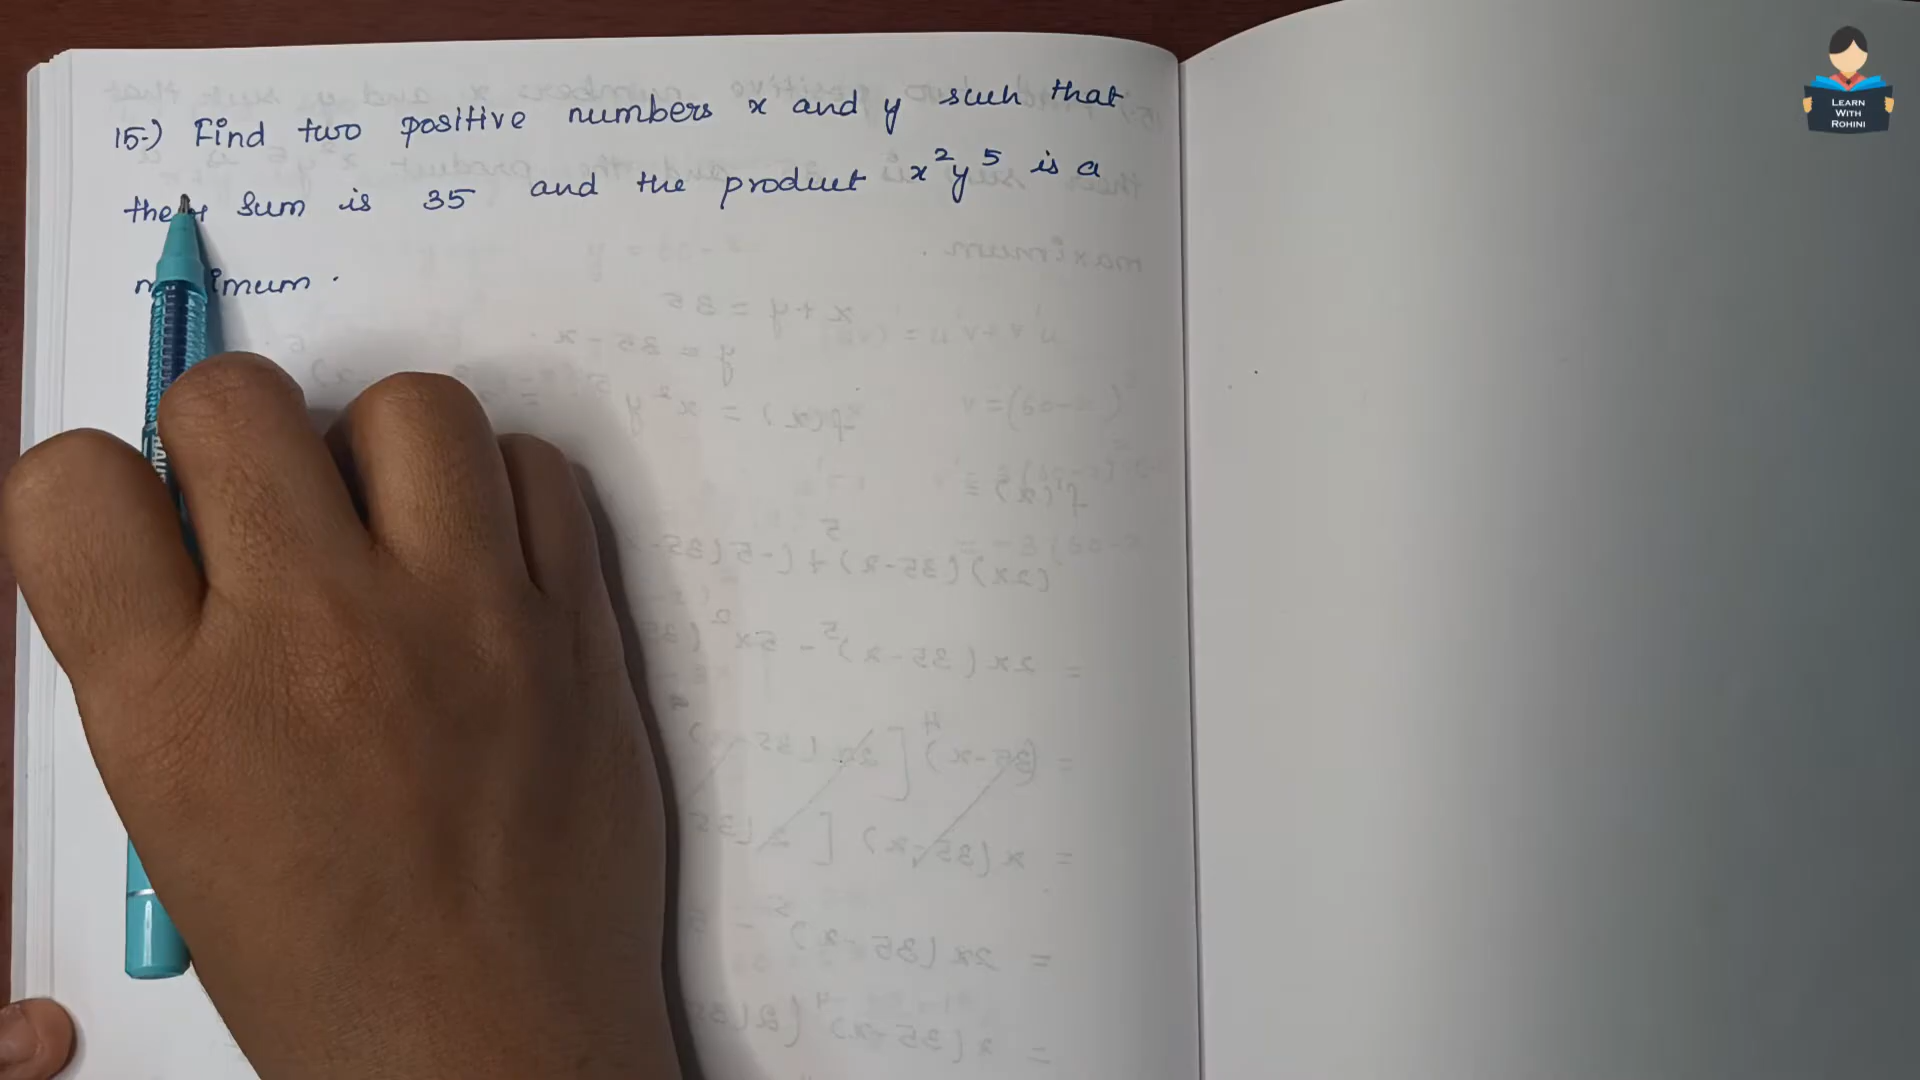 15.) Find two positive numbers x and y such that
sum is 35 and the product x²y⁵ is a
LEARN
WITH
ROHINI